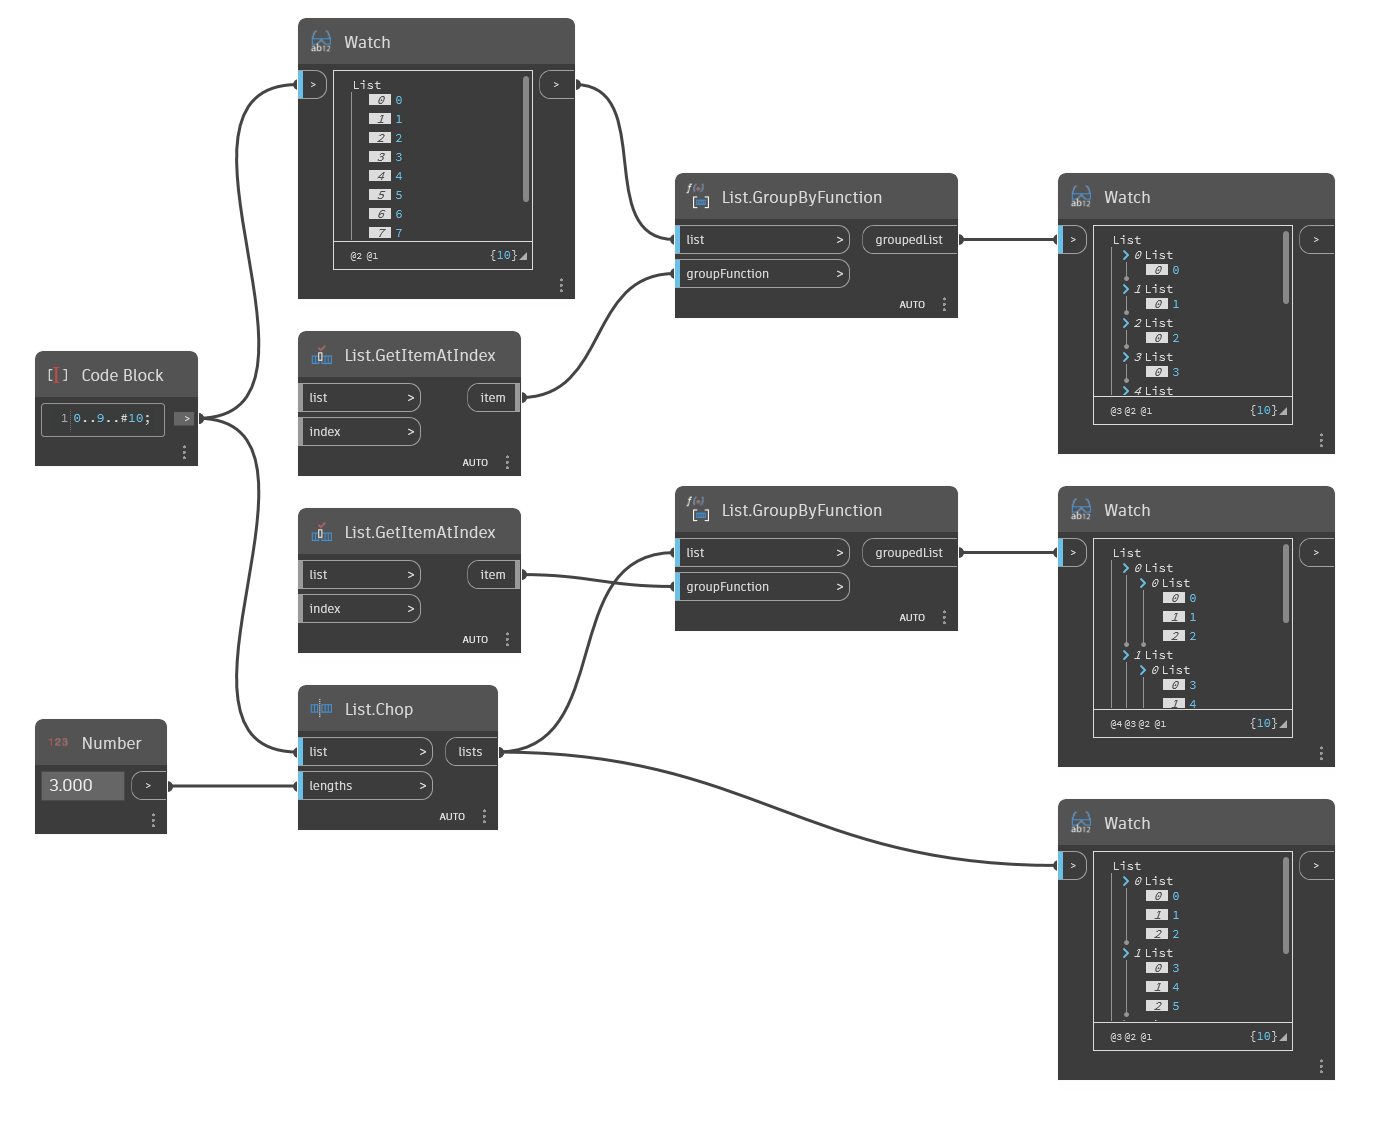 Watch
>
>
List
0 0
1 1
2 2
3 3
4 4
5 5
6 6
7 7
@2 @1
{10}
List.GroupByFunction
list >
groupedList
groupFunction >
AUTO
Watch
>
>
List
0 List
0 0
1 List
0 1
2 List
0 2
3 List
0 3
4 List
@3 @2 @1
{10}
List.GetItemAtIndex
list >
item
index >
AUTO
Code Block
1 0..9..#10;
>
List.GetItemAtIndex
list >
item
index >
AUTO
List.GroupByFunction
list >
groupedList
groupFunction >
AUTO
Watch
>
>
List
0 List
0 List
0 0
1 1
2 2
1 List
0 List
0 3
1 4
@4 @3 @2 @1
{10}
List.Chop
list >
lists
lengths >
AUTO
123 Number
3.000
>
Watch
>
>
List
0 List
0 0
1 1
2 2
1 List
0 3
1 4
2 5
@3 @2 @1
{10}